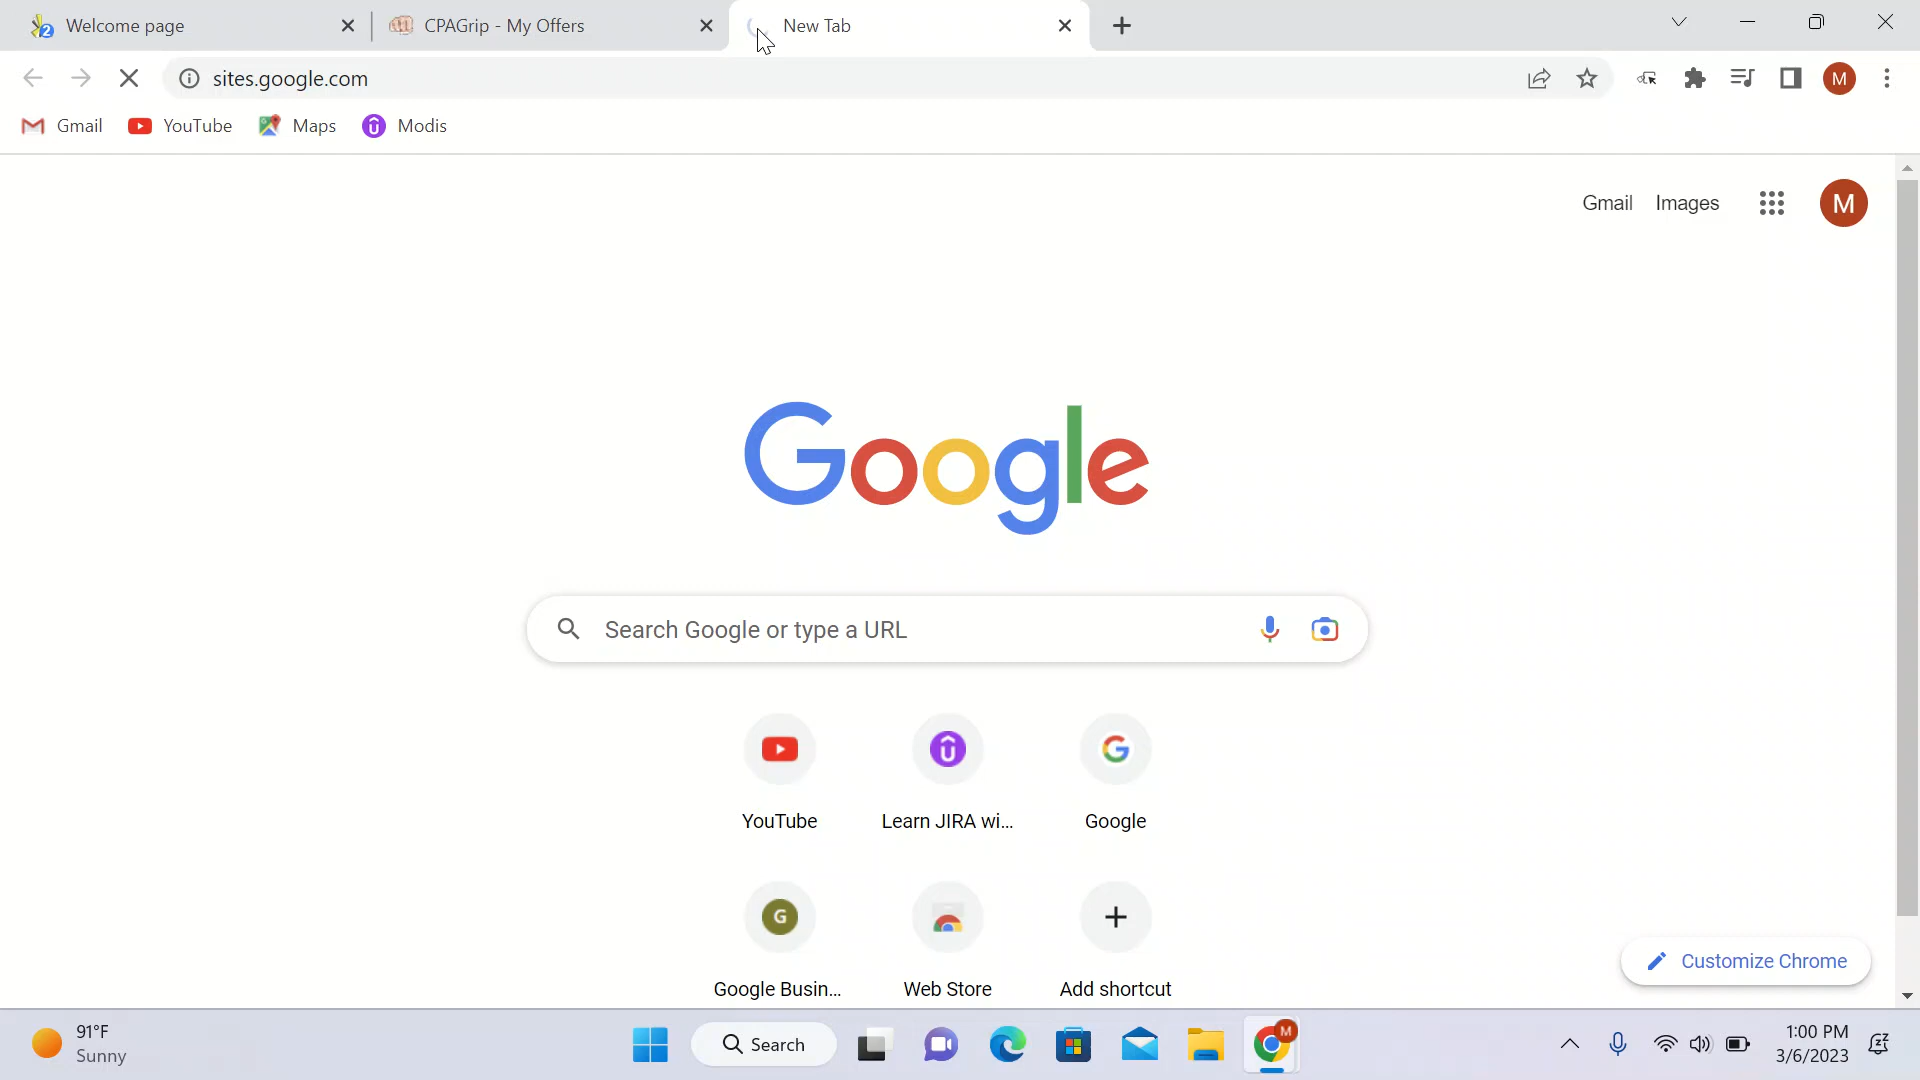 Welcome page
CPAGrip - My Offers
New Tab
sites.google.com
M
Gmail
YouTube
Maps
Modis
Gmail
Images
M
Google
Search Google or type a URL
YouTube
Learn JIRA wi...
Google
G
Google Busin...
Web Store
Add shortcut
Customize Chrome
91°F
Sunny
Search
M
1:00 PM
3/6/2023